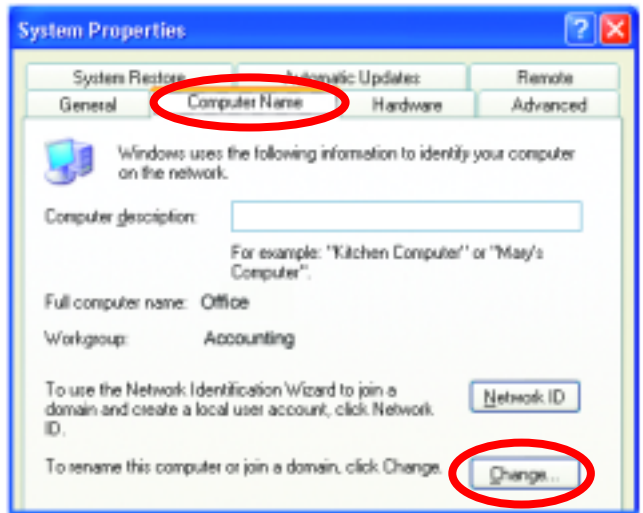 System Properties
System Restore Automatic Updates Remote
General Computer Name Hardware Advanced
Windows uses the following information to identify your computer
on the network.
Computer description:
For example: "Kitchen Computer" or "Mary's
Computer".
Full computer name: Office
Workgroup: Accounting
To use the Network Identification Wizard to join a
domain and create a local user account, click Network
ID.
Network ID
To rename this computer or join a domain, click Change.
Change...